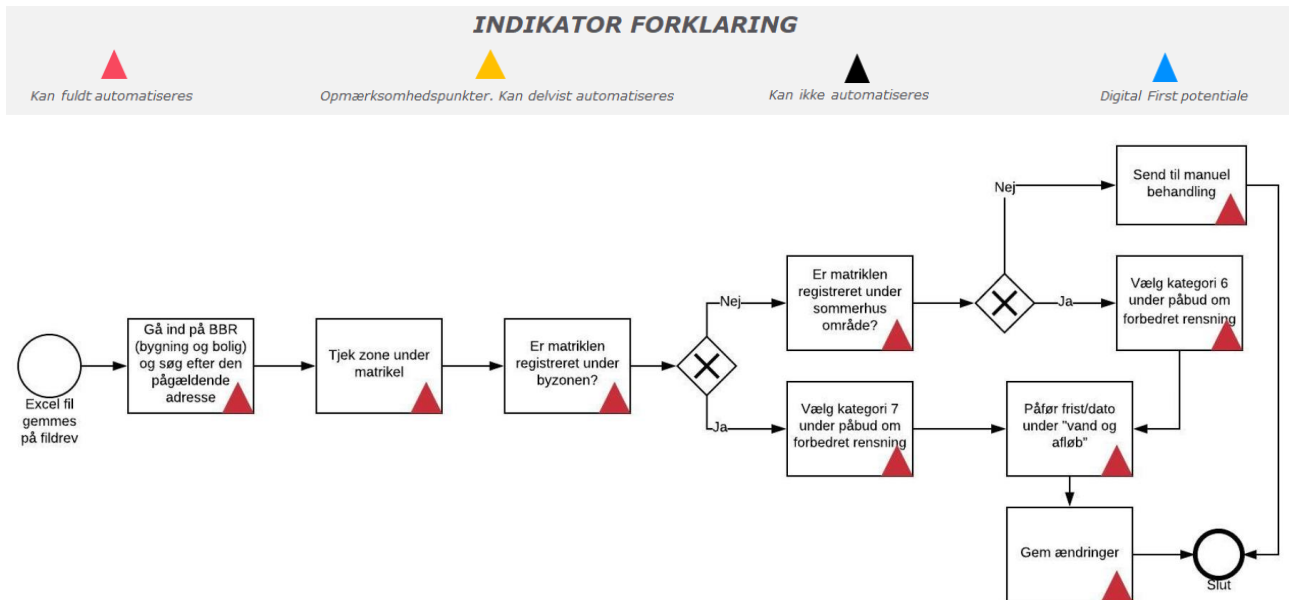 INDIKATOR FORKLARING
Kan fuldt automatiseres
Opmærksomhedspunkter. Kan delvist automatiseres
Kan ikke automatiseres
Digital First potentiale
Excel fil
gemmes
på fildrev
Gå ind på BBR
(bygning og bolig)
og søg efter den
pågældende
adresse
Tjek zone under
matrikel
Er matriklen
registreret under
byzonen?
Nej
Er matriklen
registreret under
sommerhus
område?
Nej
Send til manuel
behandling
Ja
Vælg kategori 6
under påbud om
forbedret rensning
Ja
Vælg kategori 7
under påbud om
forbedret rensning
Påfør frist/dato
under "vand og
afløb"
Gem ændringer
Slut